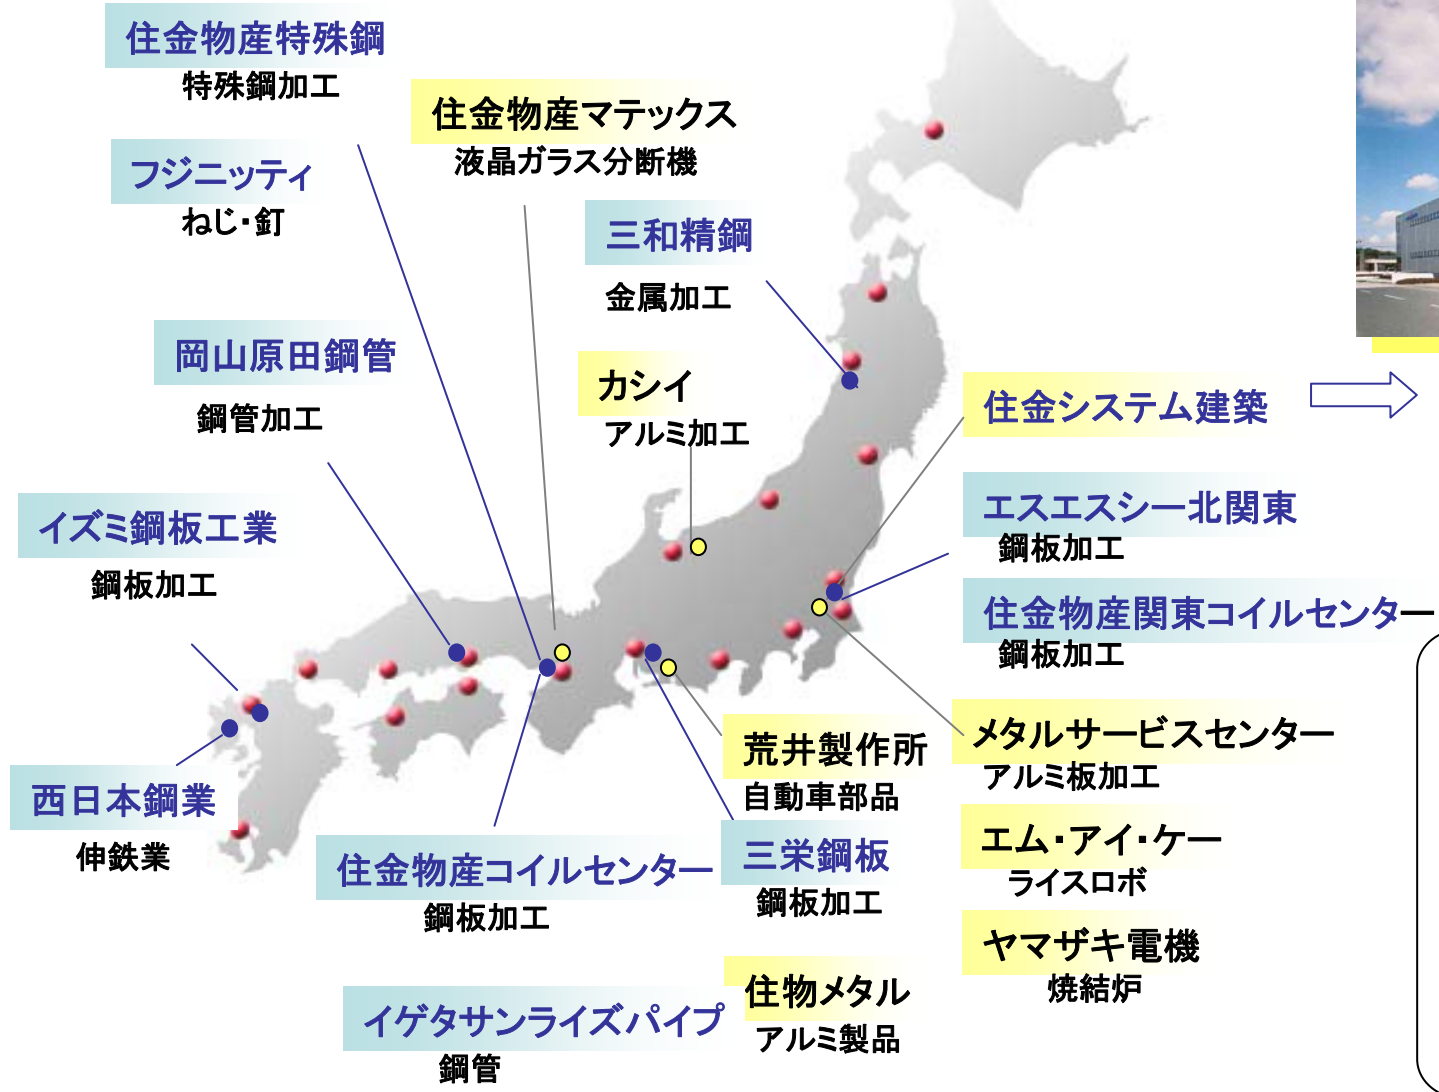 住金物産特殊鋼
特殊鋼加工
住金物産マテックス
液晶ガラス分断機
フジニッティ
ねじ・釘
三和精鋼
金属加工
岡山原田鋼管
鋼管加工
カシイ
アルミ加工
住金システム建築
イズミ鋼板工業
鋼板加工
エスエスシー北関東
鋼板加工
住金物産関東コイルセンター
鋼板加工
荒井製作所
自動車部品
メタルサービスセンター
アルミ板加工
西日本鋼業
伸鉄業
住金物産コイルセンター
鋼板加工
三栄鋼板
鋼板加工
エム・アイ・ケー
ライスロボ
ヤマザキ電機
焼結炉
イゲタサンライズパイプ
鋼管
住物メタル
アルミ製品